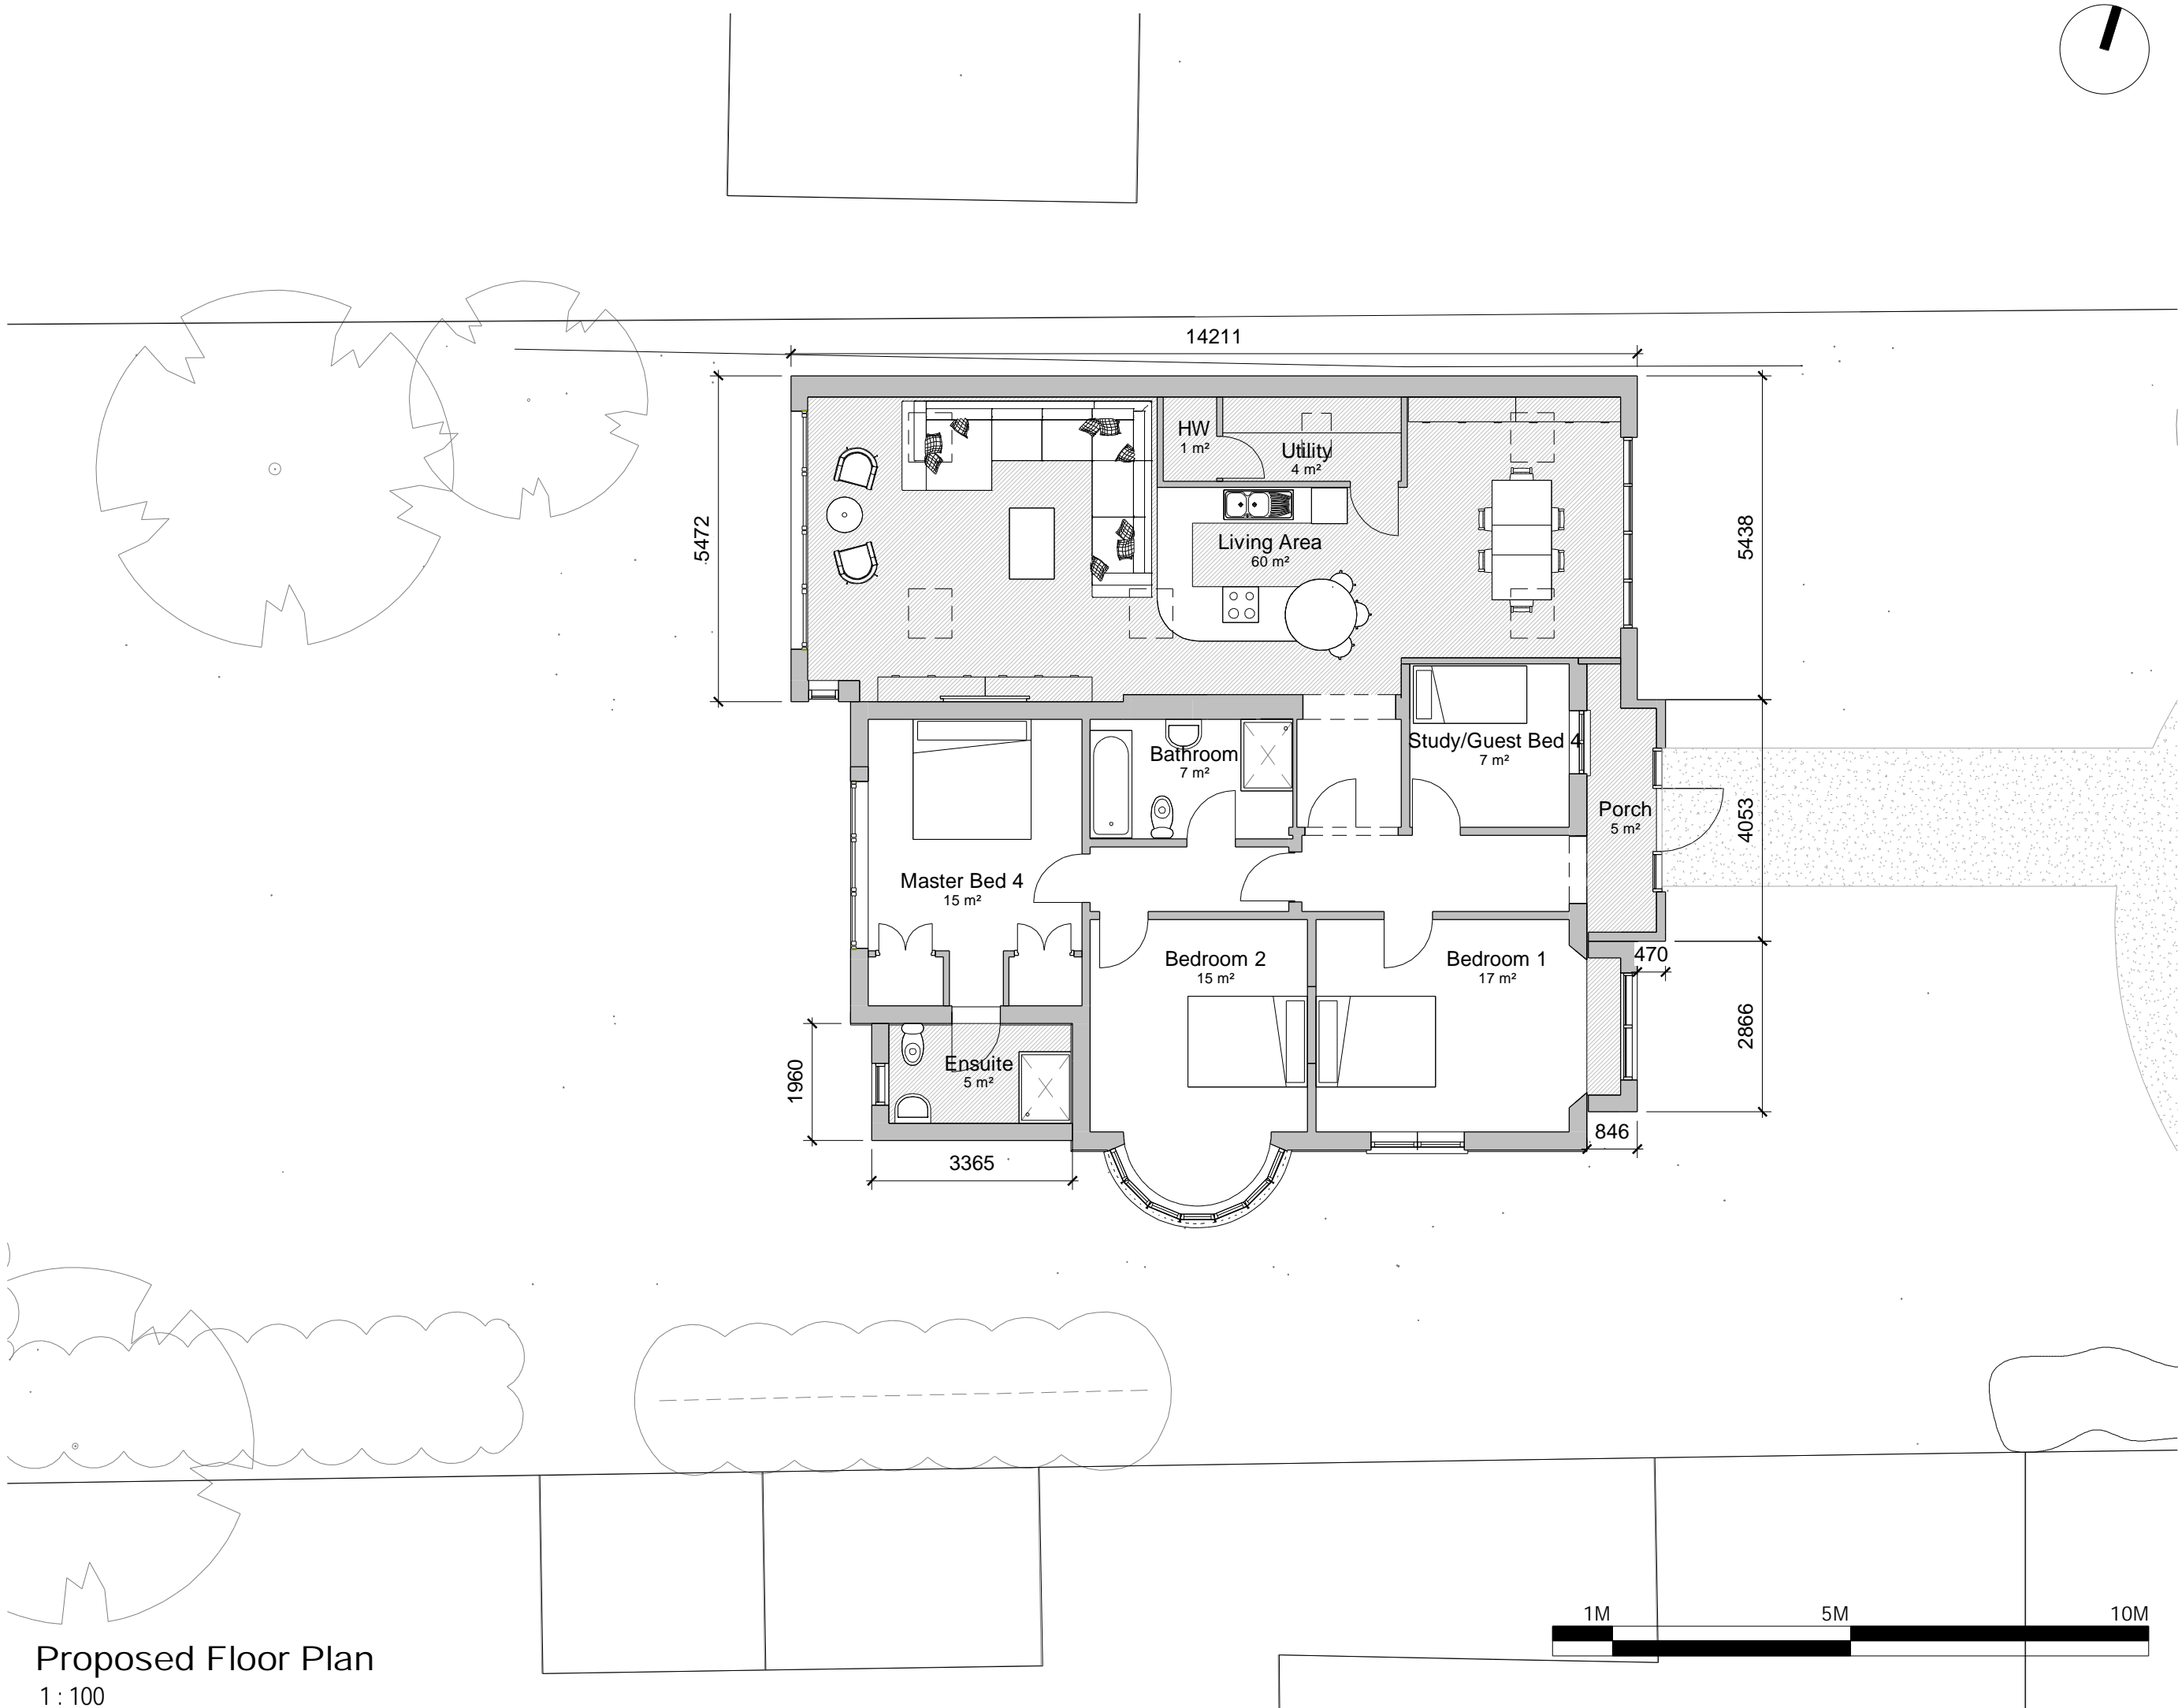 14211
5472
5438
HW
1 m²
Utility
4 m²
Living Area
60 m²
Study/Guest Bed 4
7 m²
Bathroom
7 m²
Porch
5 m²
4053
Master Bed 4
15 m²
Bedroom 2
15 m²
Bedroom 1
17 m²
470
2866
Ensuite
5 m²
1960
846
3365
1M
5M
10M
Proposed Floor Plan
1 : 100